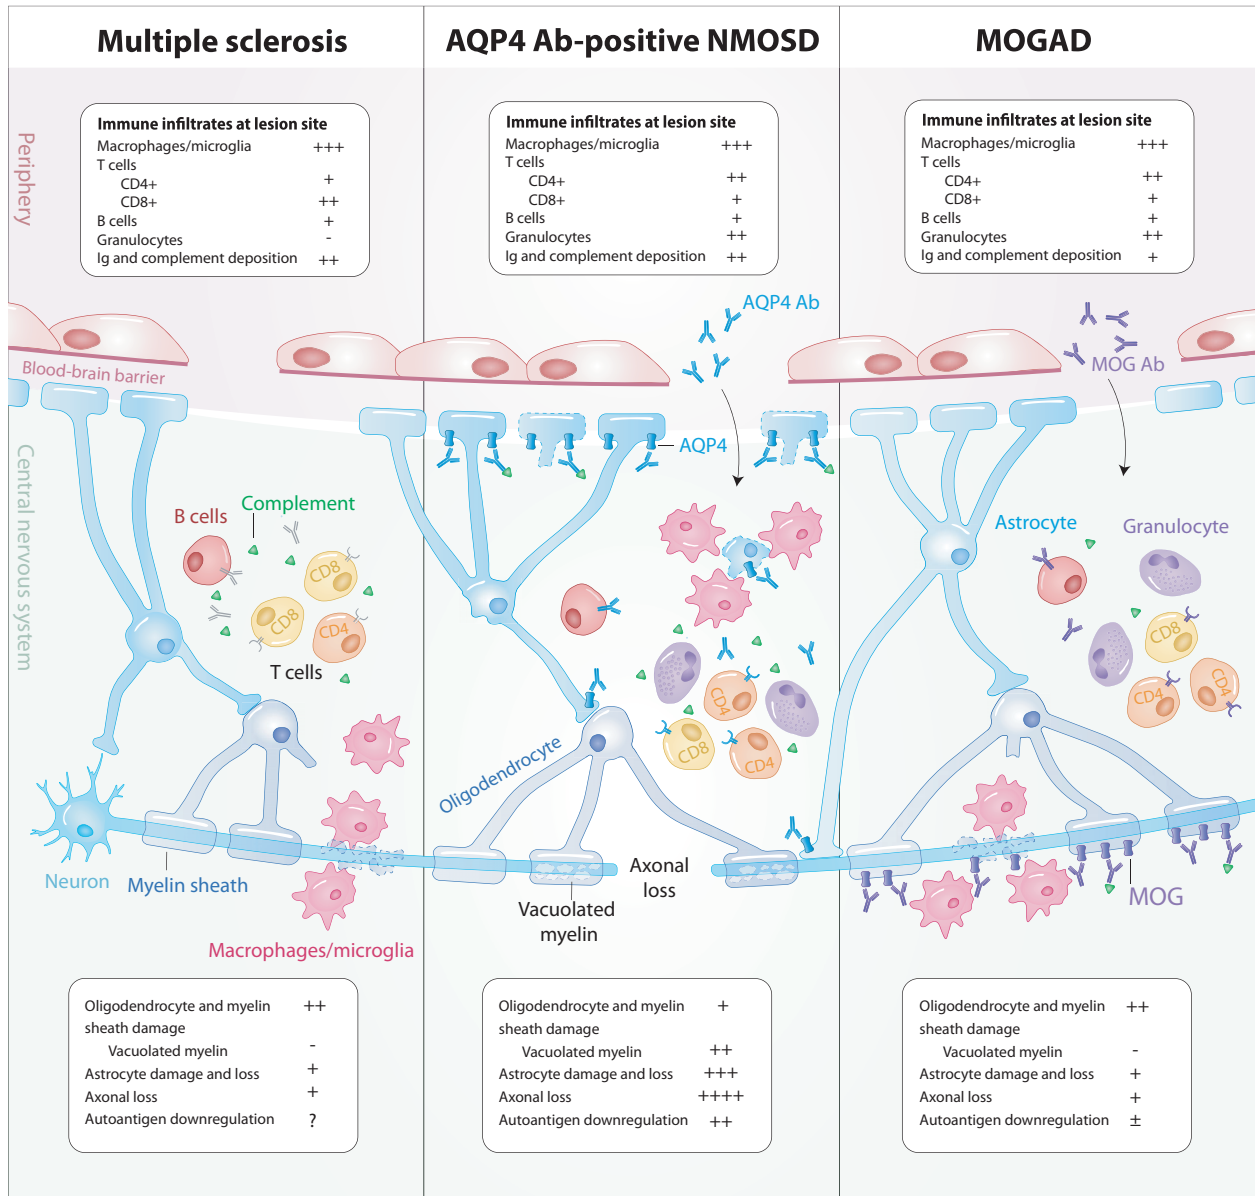 Multiple sclerosis
AQP4 Ab-positive NMOSD
MOGAD
Periphery
Immune infiltrates at lesion site
Macrophages/microglia +++
T cells
CD4+ +
CD8+ ++
B cells +
Granulocytes -
Ig and complement deposition ++
Immune infiltrates at lesion site
Macrophages/microglia +++
T cells
CD4+ ++
CD8+ +
B cells +
Granulocytes ++
Ig and complement deposition ++
Immune infiltrates at lesion site
Macrophages/microglia +++
T cells
CD4+ ++
CD8+ +
B cells +
Granulocytes ++
Ig and complement deposition +
AQP4 Ab
MOG Ab
Blood-brain barrier
Central nervous system
AQP4
Complement
B cells
CD8
CD8
CD4
T cells
Astrocyte
Granulocyte
CD4
CD8
CD4
CD8
CD4
CD4
Oligodendrocyte
Neuron
Myelin sheath
Macrophages/microglia
Axonal
loss
Vacuolated
myelin
MOG
Oligodendrocyte and myelin ++
sheath damage
Vacuolated myelin -
Astrocyte damage and loss +
Axonal loss +
Autoantigen downregulation ?
Oligodendrocyte and myelin +
sheath damage
Vacuolated myelin ++
Astrocyte damage and loss +++
Axonal loss ++++
Autoantigen downregulation ++
Oligodendrocyte and myelin ++
sheath damage
Vacuolated myelin -
Astrocyte damage and loss +
Axonal loss +
Autoantigen downregulation ±